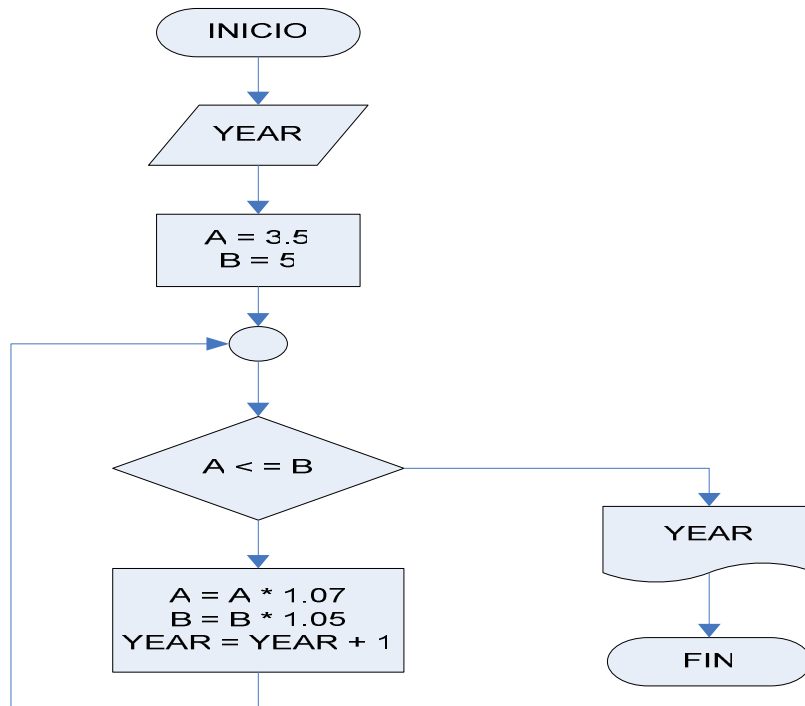 INICIO
YEAR
A = 3.5
B = 5
A < = B
A = A * 1.07
B = B * 1.05
YEAR = YEAR + 1
YEAR
FIN